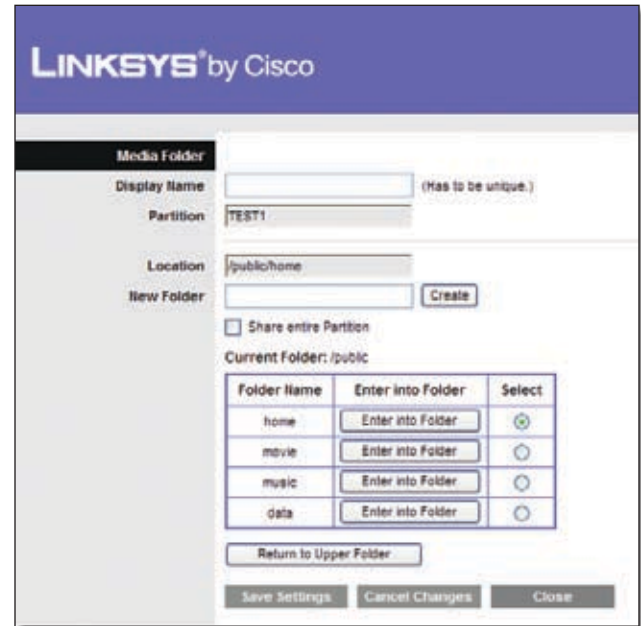 LINKSYS® by Cisco
Media Folder
Display Name (Has to be unique.)
Partition TEST1
Location /public/home
New Folder Create
Share entire Partition
Current Folder: /public
Folder Name Enter into Folder Select
home Enter into Folder
movie Enter into Folder
music Enter into Folder
data Enter into Folder
Return to Upper Folder
Save Settings Cancel Changes Close